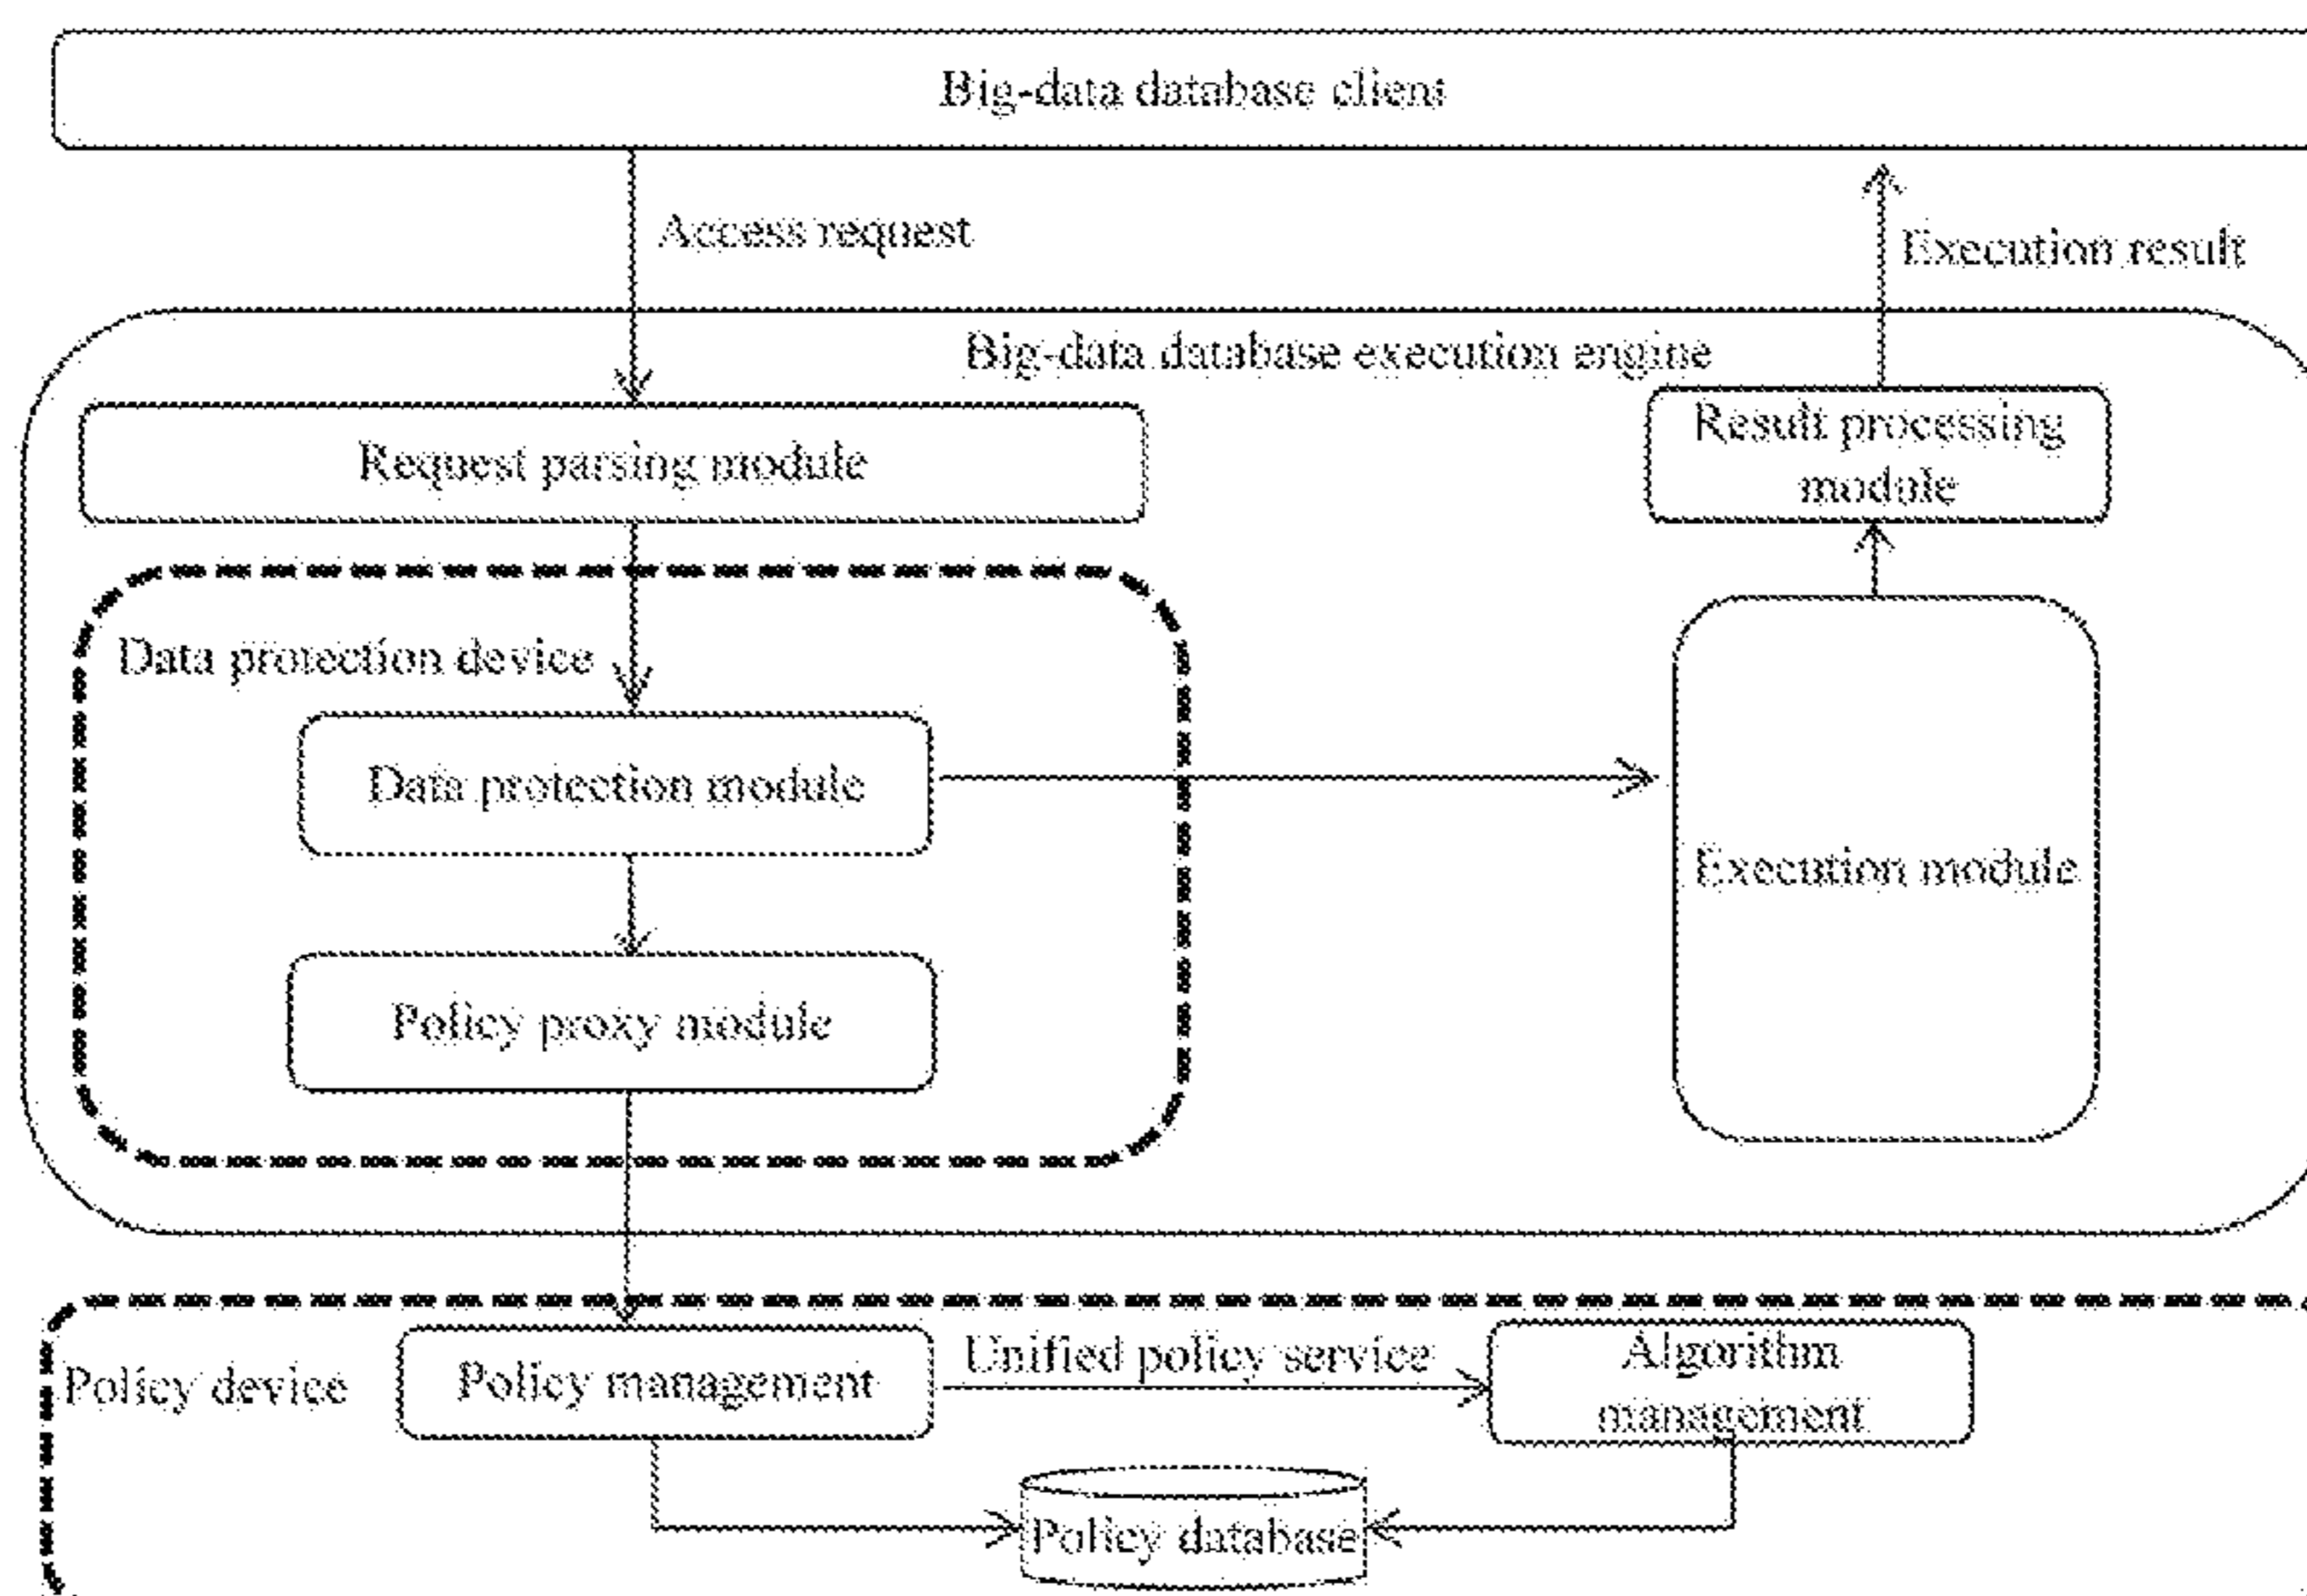 Big-data database client
Access request
Execution result
Big-data database execution engine
Request parsing module
Result processing
module
Data protection device
Data protection module
Execution module
Policy proxy module
Policy device
Policy management
Unified policy service
Algorithm
management
Policy database